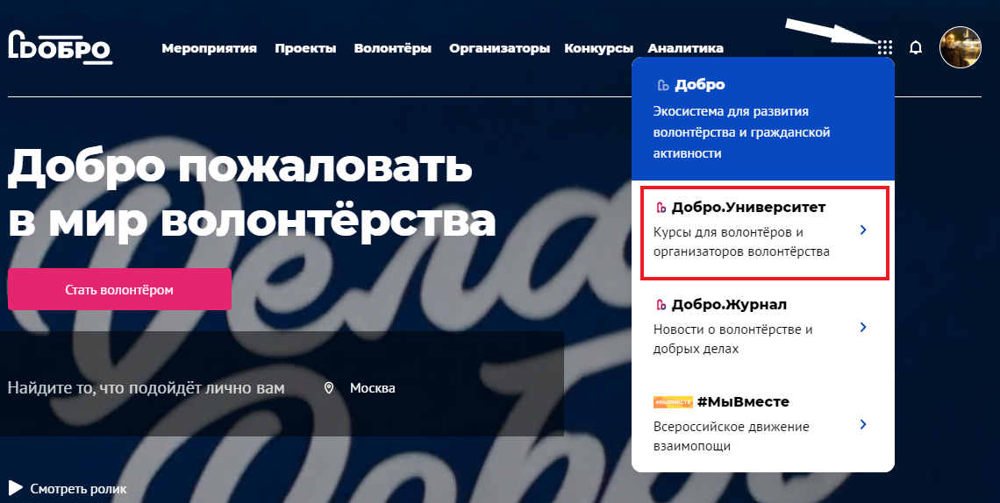 ДОБРО
Мероприятия Проекты Волонтёры Организаторы Конкурсы Аналитика
Добро
Экосистема для развития
волонтёрства и гражданской
активности
Добро.Университет
Курсы для волонтёров и
организаторов волонтёрства
Добро.Журнал
Новости о волонтёрстве и
добрых делах
#МЫВМЕСТЕ #МыВместе
Всероссийское движение
взаимопощи
Добро пожаловать
в мир волонтёрства
Стать волонтёром
Найдите то, что подойдёт лично вам Москва
Смотреть ролик